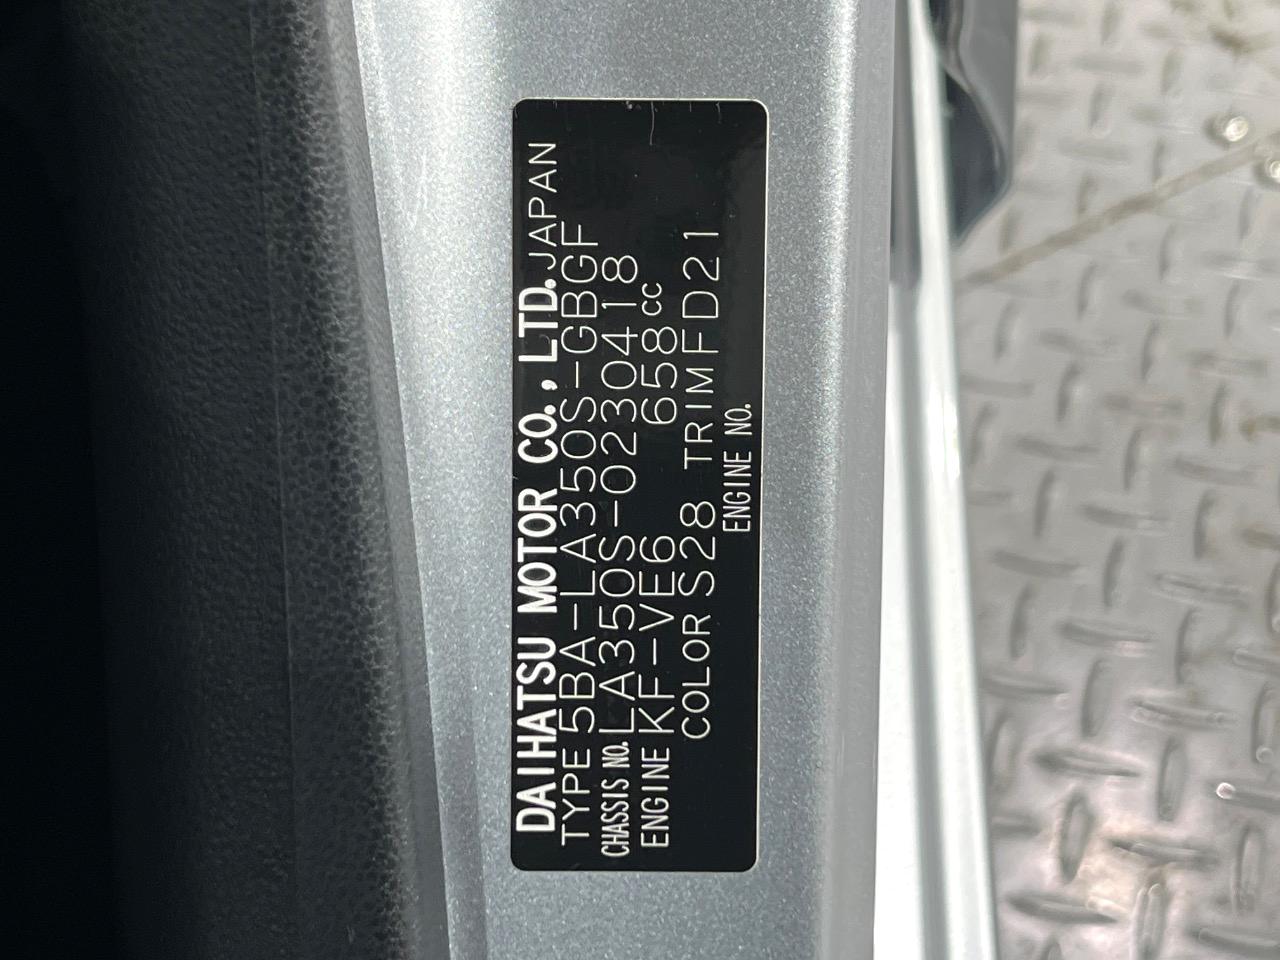 DAIHATSU MOTOR CO., LTD. JAPAN
TYPE 5BA-LA350S-GBGF
CHASSIS NO. LA350S-0230418
ENGINE KF-VE6 658cc
COLOR S28 TRIM FD21
ENGINE NO.